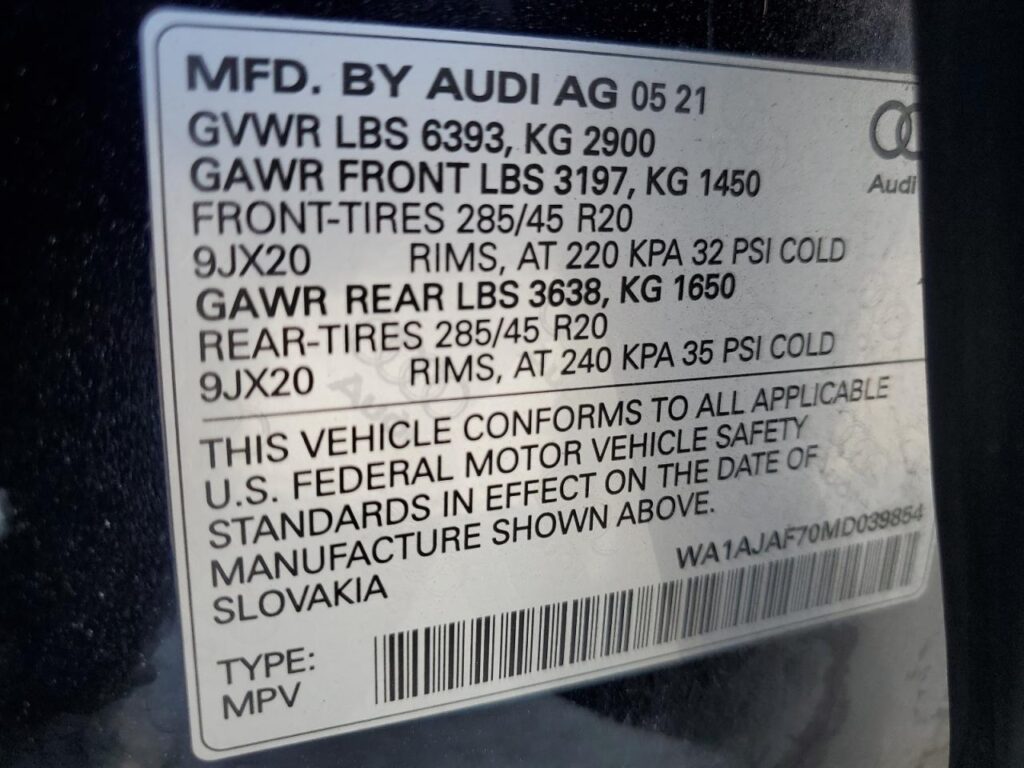 MFD. BY AUDI AG 05 21
GVWR LBS 6393, KG 2900
GAWR FRONT LBS 3197, KG 1450
FRONT-TIRES 285/45 R20
9JX20 RIMS, AT 220 KPA 32 PSI COLD
GAWR REAR LBS 3638, KG 1650
REAR-TIRES 285/45 R20
9JX20 RIMS, AT 240 KPA 35 PSI COLD
Audi
THIS VEHICLE CONFORMS TO ALL APPLICABLE
U.S. FEDERAL MOTOR VEHICLE SAFETY
STANDARDS IN EFFECT ON THE DATE OF
MANUFACTURE SHOWN ABOVE.
SLOVAKIA
WA1AJAF70MD039854
TYPE:
MPV